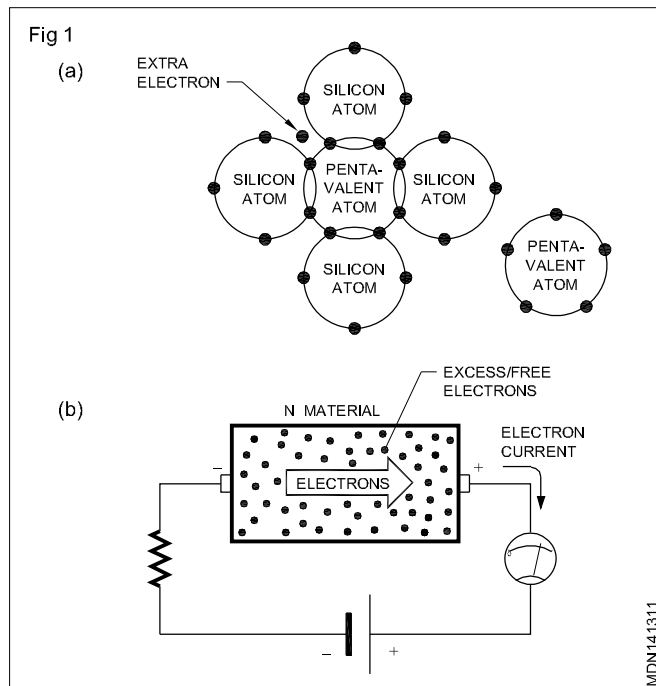 Fig 1
(a)
EXTRA
ELECTRON
SILICON
ATOM
SILICON
ATOM
PENTA-
VALENT
ATOM
SILICON
ATOM
SILICON
ATOM
PENTA-
VALENT
ATOM
(b)
EXCESS/FREE
ELECTRONS
N MATERIAL
ELECTRON
CURRENT
-
+
ELECTRONS
0
-
+
MDN141311